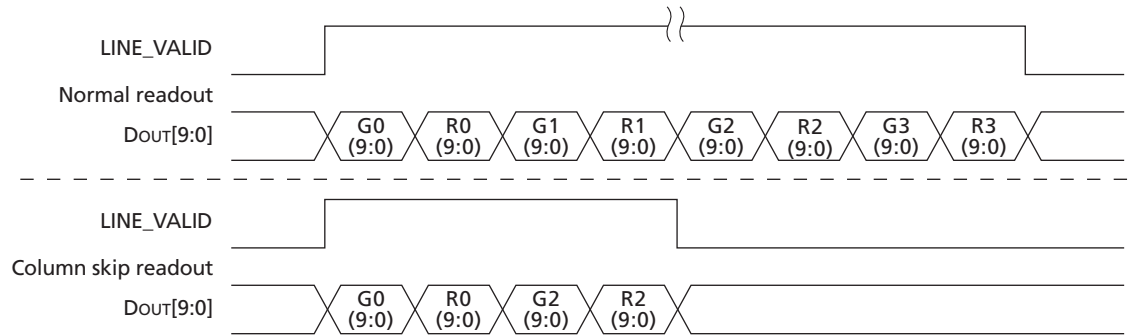 LINE_VALID
Normal readout
DOUT[9:0]
G0 R0 G1 R1 G2 R2 G3 R3
(9:0) (9:0) (9:0) (9:0) (9:0) (9:0) (9:0) (9:0)
LINE_VALID
Column skip readout
DOUT[9:0]
G0 R0 G2 R2
(9:0) (9:0) (9:0) (9:0)